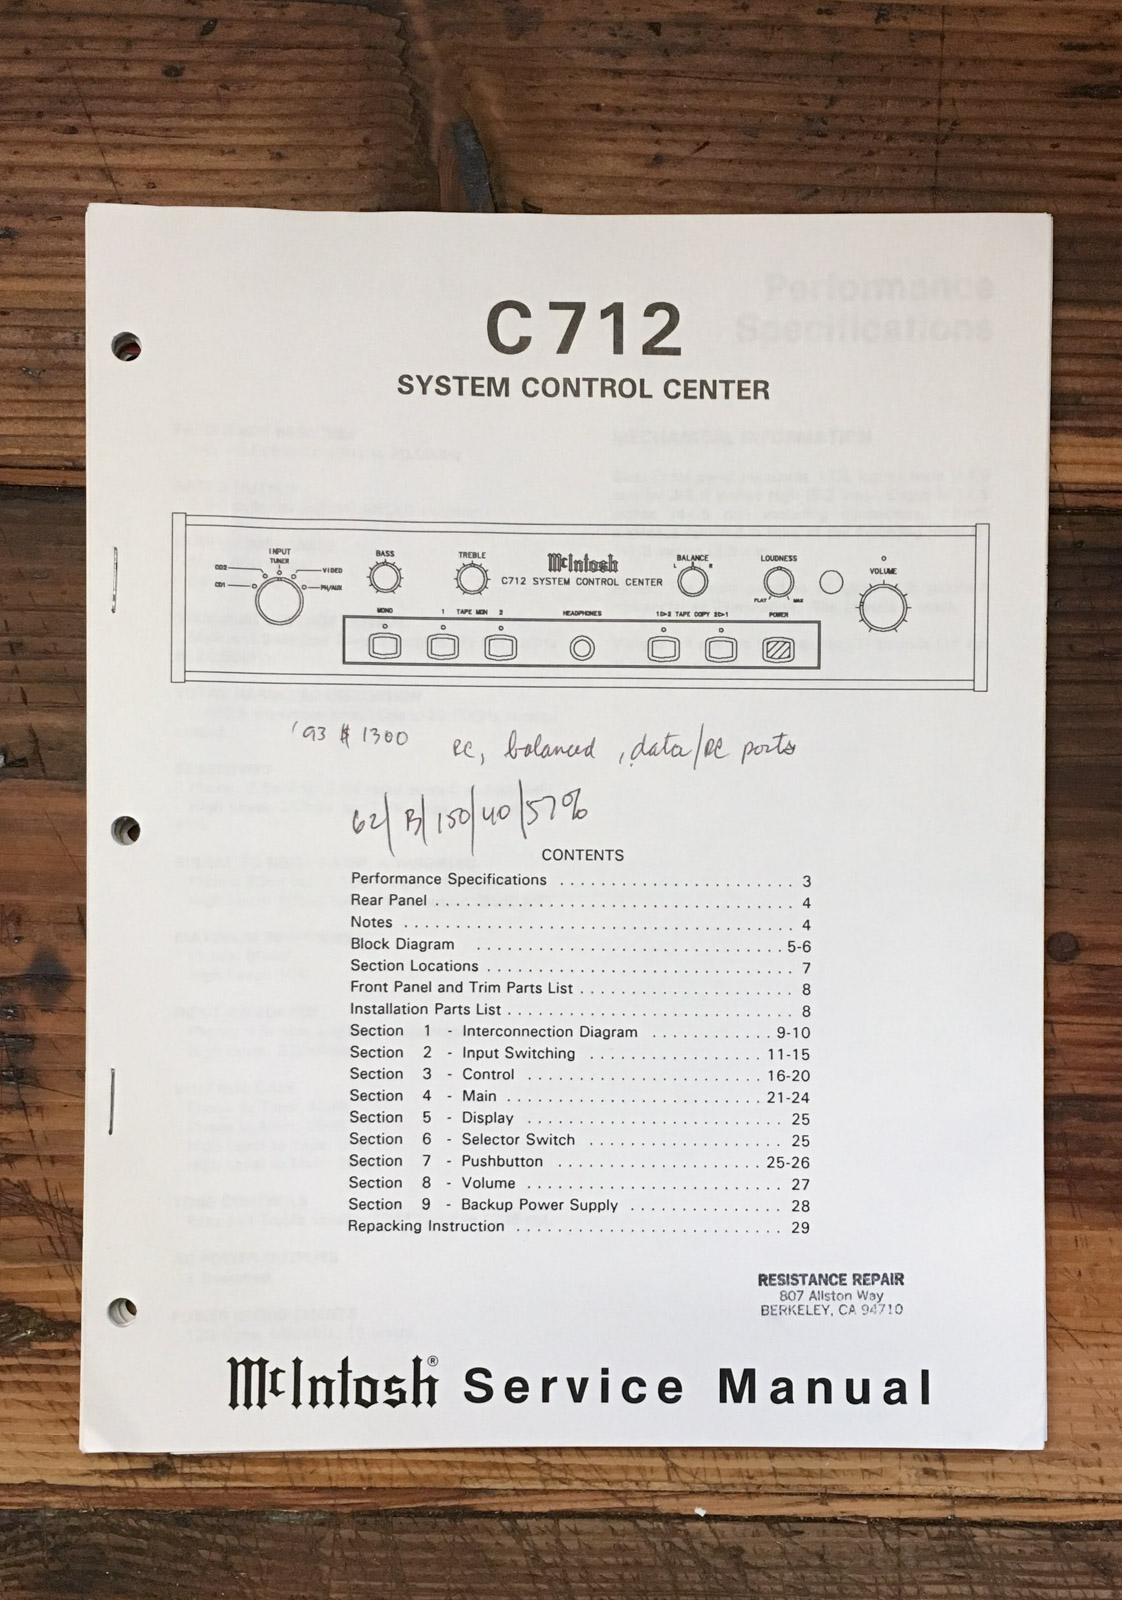 C 712
SYSTEM CONTROL CENTER
INPUT
TUNER
CD2
VIDEO
CD1
PH/AUX
BASS
TREBLE
McIntosh
C712 SYSTEM CONTROL CENTER
BALANCE
L R
LOUDNESS
FLAT MAX
VOLUME
MONO
1 TAPE MON 2
HEADPHONES
1▷2 TAPE COPY 2▷1
POWER
'93 $ 1300 rc, balanced, data/rc ports
62/B/150/40/57%
CONTENTS
Performance Specifications . . . . . . . . . . . . . . . . . . . . . . . . 3
Rear Panel . . . . . . . . . . . . . . . . . . . . . . . . . . . . . . . . . . . . 4
Notes . . . . . . . . . . . . . . . . . . . . . . . . . . . . . . . . . . . . . . . 4
Block Diagram . . . . . . . . . . . . . . . . . . . . . . . . . . . . . . . 5-6
Section Locations . . . . . . . . . . . . . . . . . . . . . . . . . . . . . . 7
Front Panel and Trim Parts List . . . . . . . . . . . . . . . . . . . . . 8
Installation Parts List . . . . . . . . . . . . . . . . . . . . . . . . . . . . 8
Section 1 - Interconnection Diagram . . . . . . . . . . . . 9-10
Section 2 - Input Switching . . . . . . . . . . . . . . . . . 11-15
Section 3 - Control . . . . . . . . . . . . . . . . . . . . . . . 16-20
Section 4 - Main . . . . . . . . . . . . . . . . . . . . . . . . . 21-24
Section 5 - Display . . . . . . . . . . . . . . . . . . . . . . . . . . 25
Section 6 - Selector Switch . . . . . . . . . . . . . . . . . . . 25
Section 7 - Pushbutton . . . . . . . . . . . . . . . . . . . . 25-26
Section 8 - Volume . . . . . . . . . . . . . . . . . . . . . . . . . 27
Section 9 - Backup Power Supply . . . . . . . . . . . . . . . 28
Repacking Instruction . . . . . . . . . . . . . . . . . . . . . . . . . . 29
RESISTANCE REPAIR
807 Allston Way
BERKELEY, CA 94710
McIntosh® Service Manual